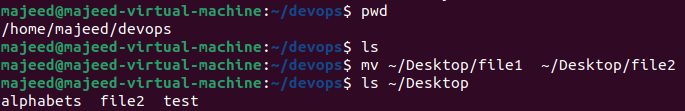 majeed@majeed-virtual-machine:~/devops$ pwd
/home/majeed/devops
majeed@majeed-virtual-machine:~/devops$ ls
majeed@majeed-virtual-machine:~/devops$ mv ~/Desktop/file1  ~/Desktop/file2
majeed@majeed-virtual-machine:~/devops$ ls ~/Desktop
alphabets  file2  test